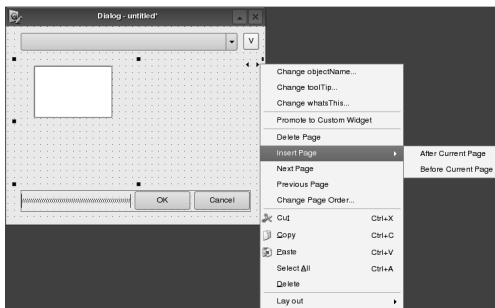 Dialog - untitled*
V
Change objectName...
Change toolTip...
Change whatsThis...
Promote to Custom Widget
Delete Page
Insert Page
After Current Page
Before Current Page
Next Page
Previous Page
Change Page Order...
OK
Cancel
Cut Ctrl+X
Copy Ctrl+C
Paste Ctrl+V
Select All Ctrl+A
Delete
Lay out